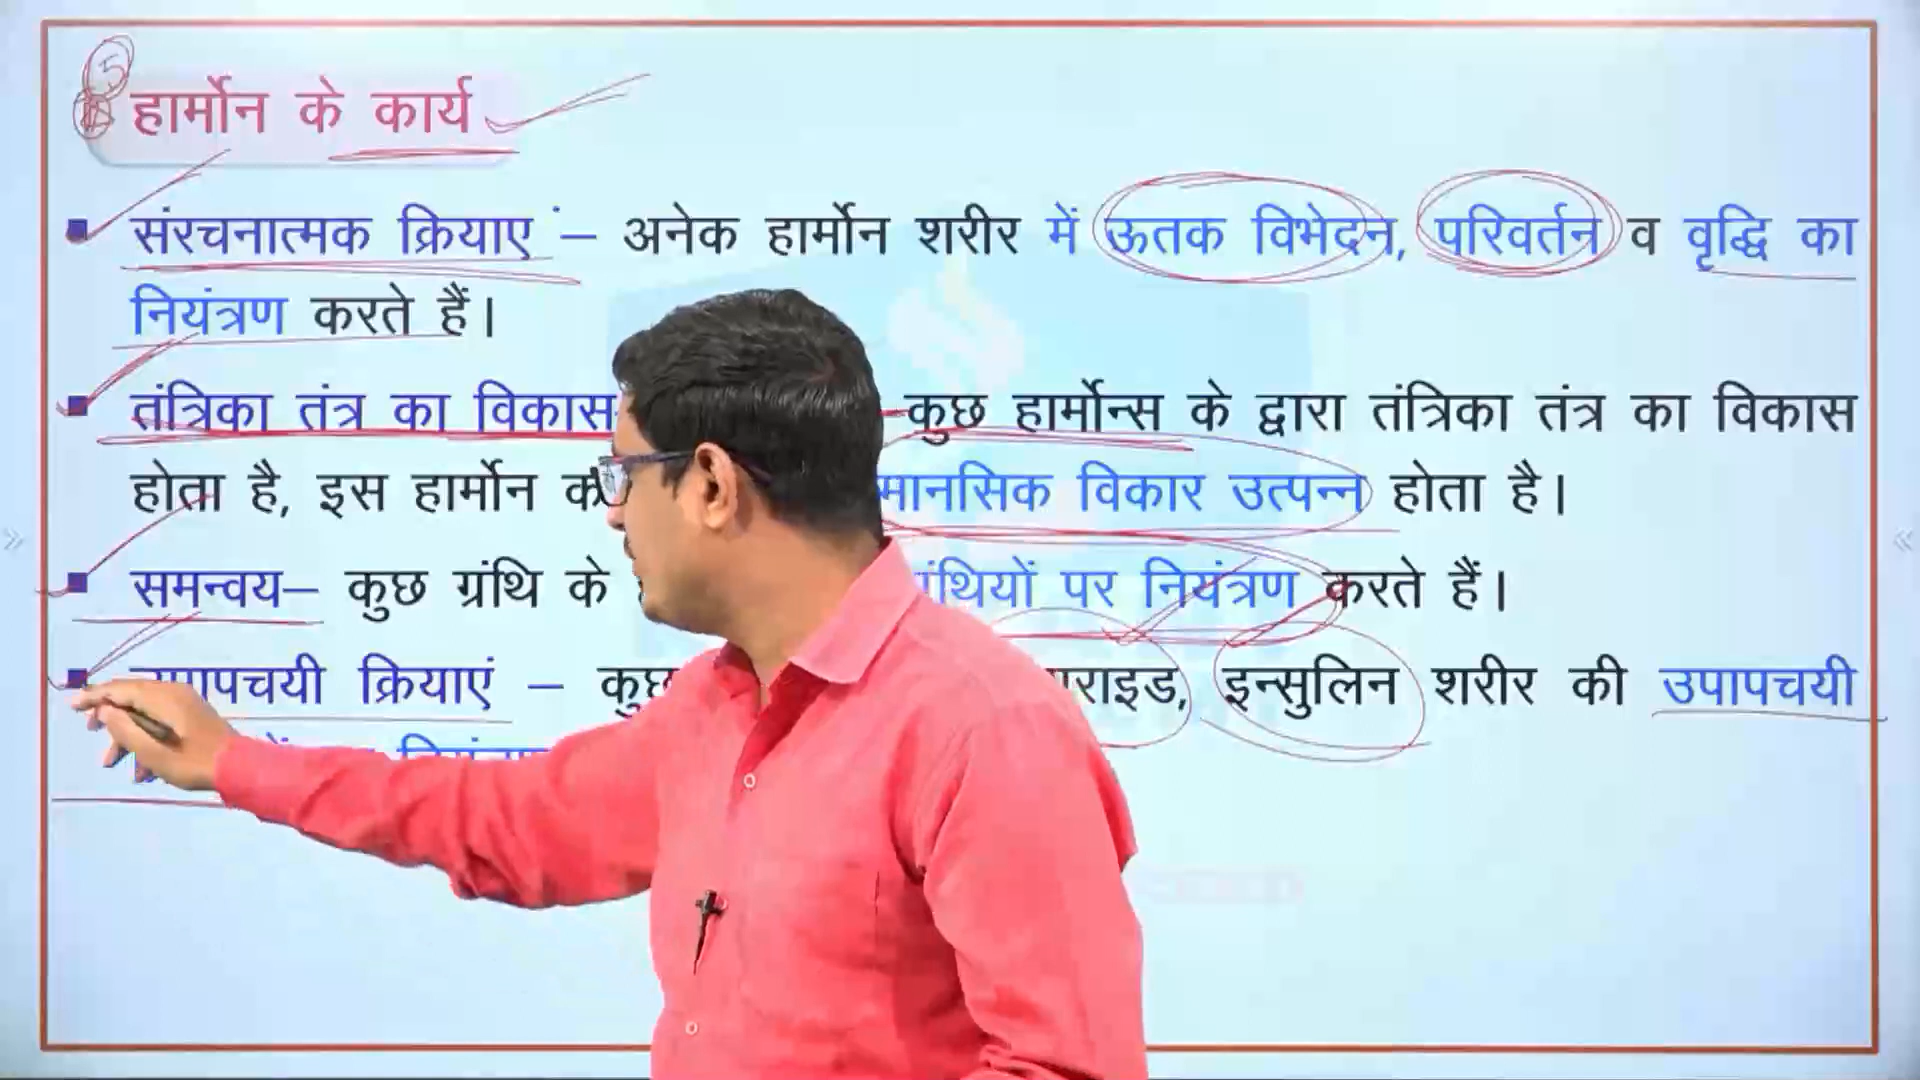 5
हार्मोन के कार्य
संरचनात्मक क्रियाएं – अनेक हार्मोन शरीर में ऊतक विभेदन, परिवर्तन व वृद्धि का
नियंत्रण करते हैं।
तंत्रिका तंत्र का विकास कुछ हार्मोन्स के द्वारा तंत्रिका तंत्र का विकास
होता है, इस हार्मोन मानसिक विकार उत्पन्न होता है।
समन्वय– कुछ ग्रंथि के पर नियंत्रण करते हैं।
क्रियाएं – इन्सुलिन शरीर की उपापचयी